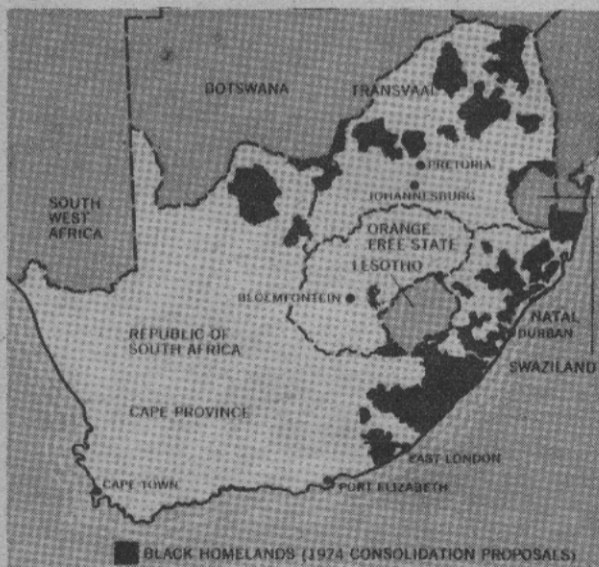 BOTSWANA
TRANSVAAL
PRETORIA
JOHANNESBURG
SOUTH
WEST
AFRICA
ORANGE
FREE STATE
LESOTHO
BLOEMFONTEIN
NATAL
DURBAN
REPUBLIC OF
SOUTH AFRICA
SWAZILAND
CAPE PROVINCE
EAST LONDON
CAPE TOWN
PORT ELIZABETH
BLACK HOMELANDS (1974 CONSOLIDATION PROPOSALS)